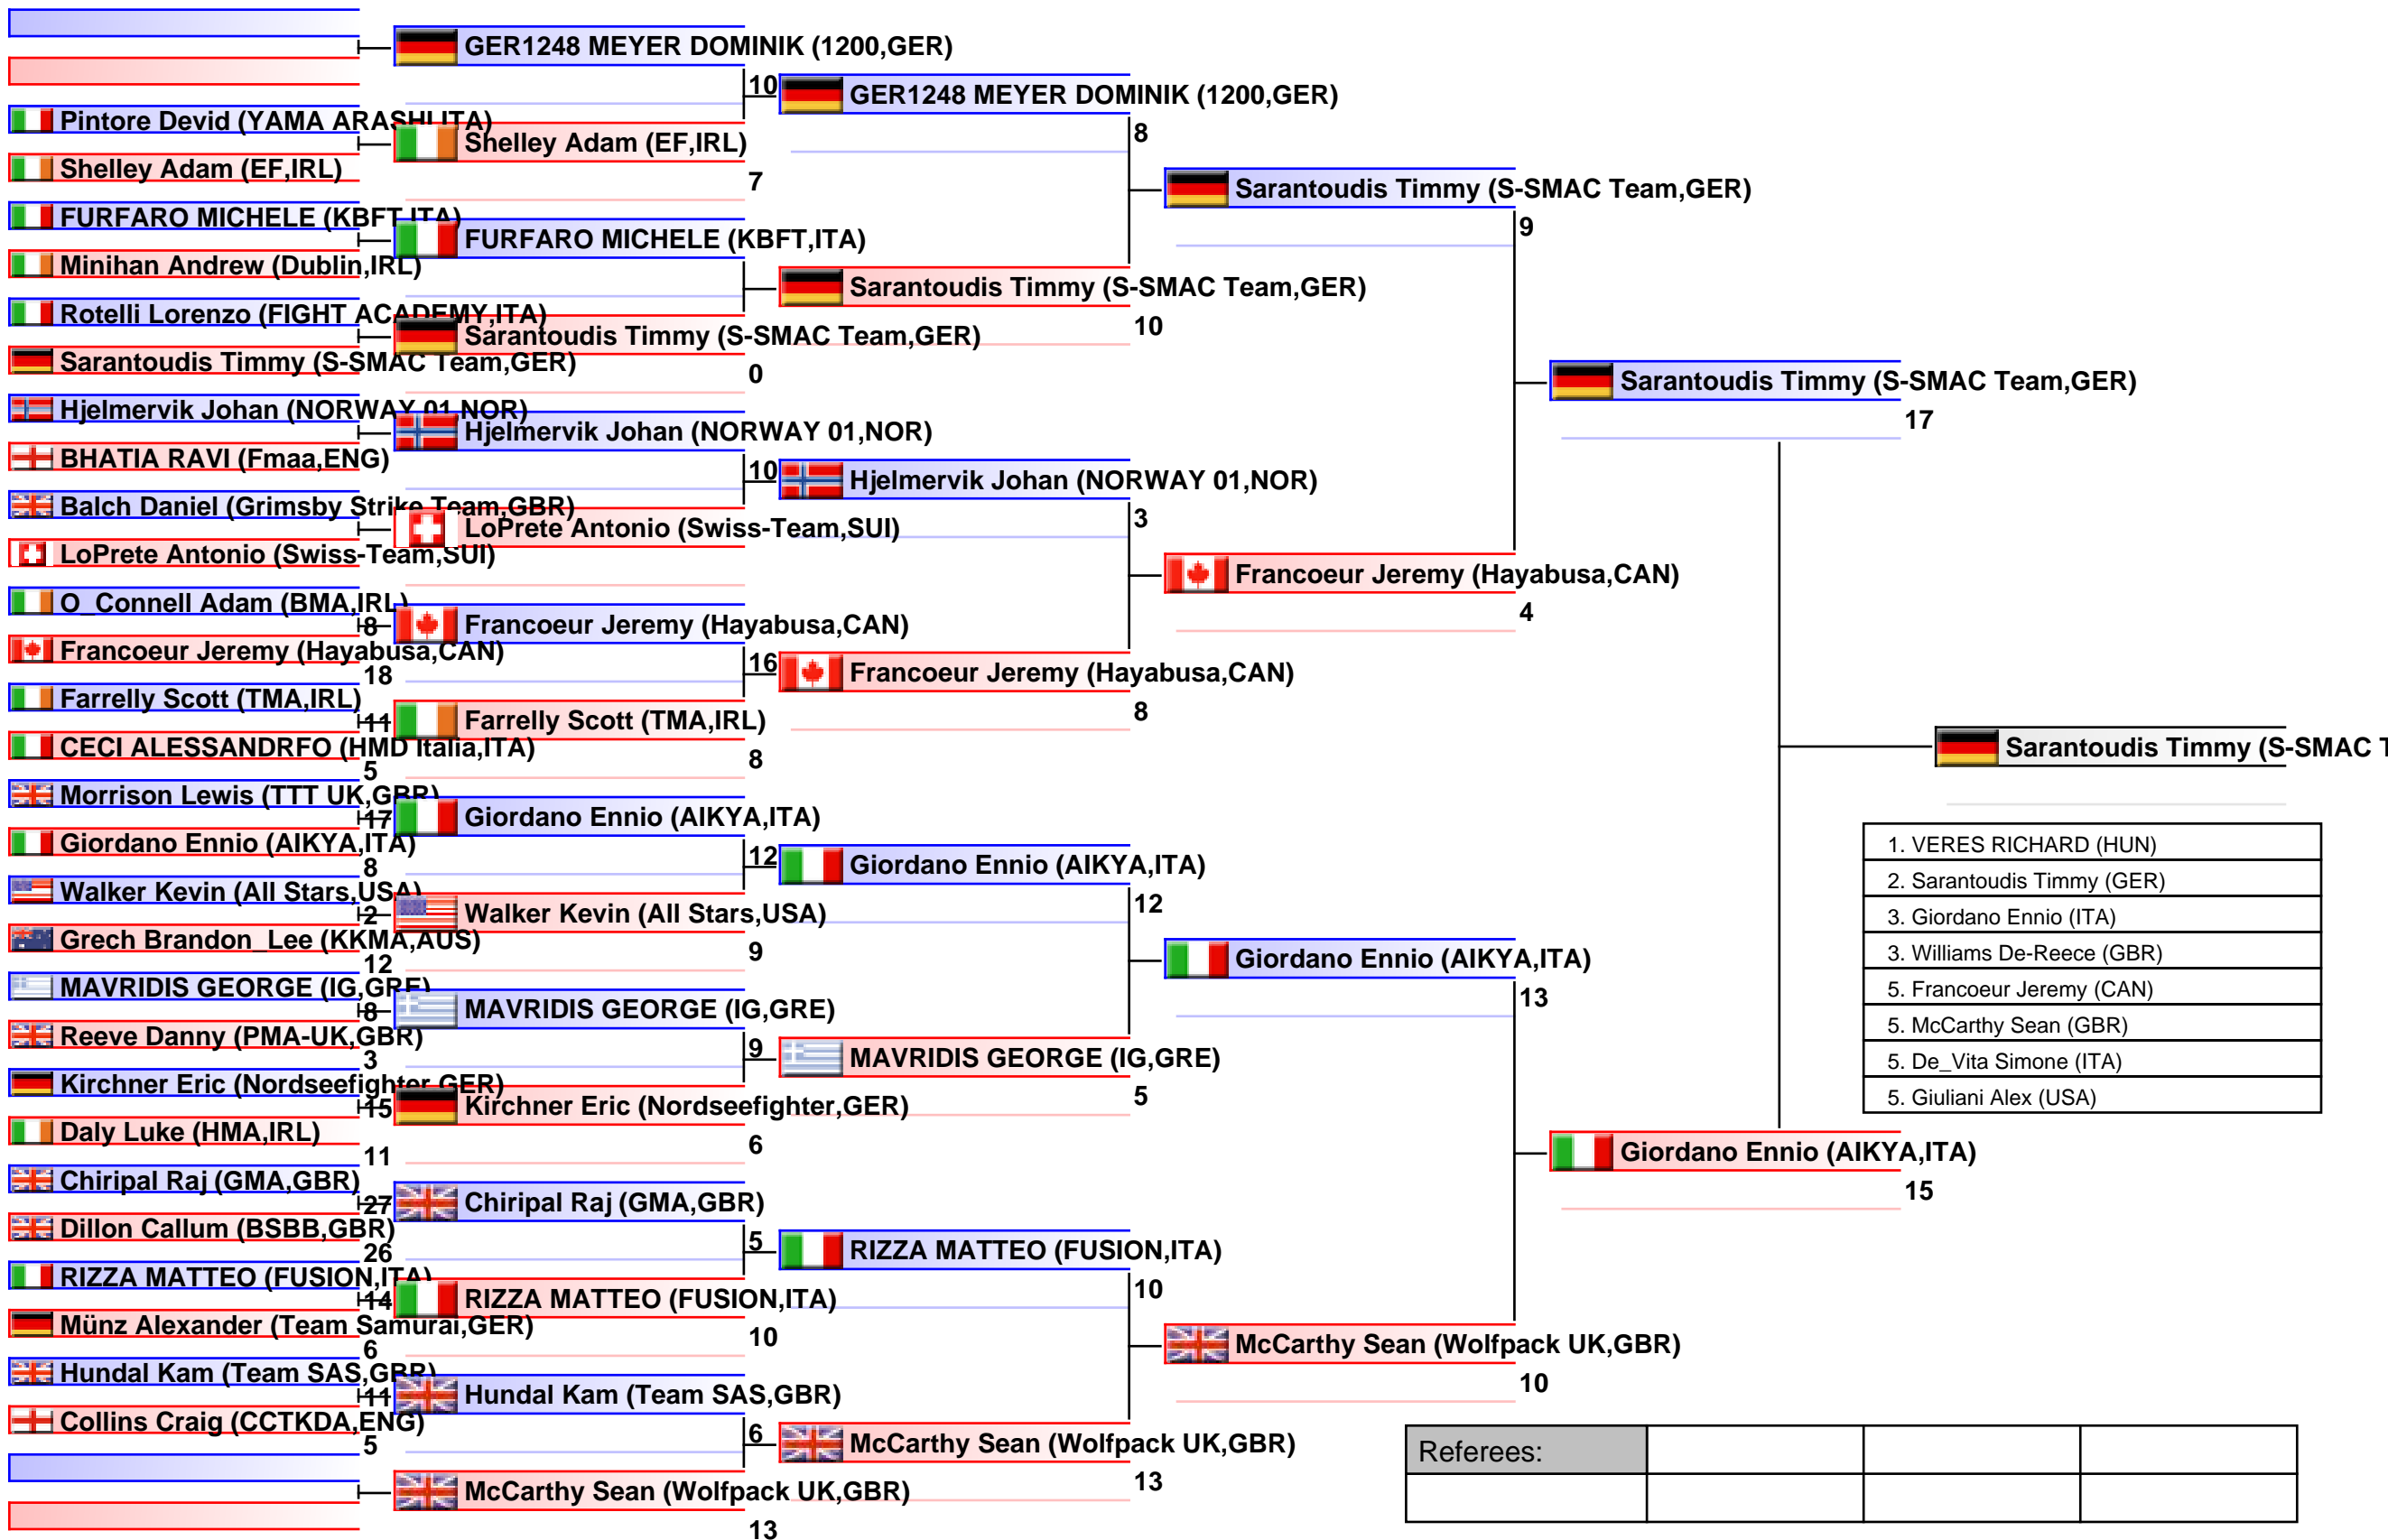 GER1248 MEYER DOMINIK (1200,GER)
10
GER1248 MEYER DOMINIK (1200,GER)
8
Pintore Devid (YAMA ARASHI,ITA)
Shelley Adam (EF,IRL)
Shelley Adam (EF,IRL)
7
Sarantoudis Timmy (S-SMAC Team,GER)
9
FURFARO MICHELE (KBFT,ITA)
FURFARO MICHELE (KBFT,ITA)
Minihan Andrew (Dublin,IRL)
Sarantoudis Timmy (S-SMAC Team,GER)
10
Rotelli Lorenzo (FIGHT ACADEMY,ITA)
Sarantoudis Timmy (S-SMAC Team,GER)
0
Sarantoudis Timmy (S-SMAC Team,GER)
Sarantoudis Timmy (S-SMAC Team,GER)
17
Hjelmervik Johan (NORWAY 01,NOR)
Hjelmervik Johan (NORWAY 01,NOR)
10
BHATIA RAVI (Fmaa,ENG)
Hjelmervik Johan (NORWAY 01,NOR)
3
Balch Daniel (Grimsby Strike Team,GBR)
LoPrete Antonio (Swiss-Team,SUI)
LoPrete Antonio (Swiss-Team,SUI)
Francoeur Jeremy (Hayabusa,CAN)
4
O_Connell Adam (BMA,IRL)
8
Francoeur Jeremy (Hayabusa,CAN)
16
Francoeur Jeremy (Hayabusa,CAN)
18
Francoeur Jeremy (Hayabusa,CAN)
8
Farrelly Scott (TMA,IRL)
11
Farrelly Scott (TMA,IRL)
8
CECI ALESSANDRFO (HMD Italia,ITA)
5
Sarantoudis Timmy (S-SMAC T
Morrison Lewis (TTT UK,GBR)
17
Giordano Ennio (AIKYA,ITA)
12
Giordano Ennio (AIKYA,ITA)
8
Giordano Ennio (AIKYA,ITA)
12
Walker Kevin (All Stars,USA)
2
Walker Kevin (All Stars,USA)
9
Grech Brandon_Lee (KKMA,AUS)
12
Giordano Ennio (AIKYA,ITA)
13
MAVRIDIS GEORGE (IG,GRE)
8
MAVRIDIS GEORGE (IG,GRE)
9
Reeve Danny (PMA-UK,GBR)
3
MAVRIDIS GEORGE (IG,GRE)
5
Kirchner Eric (Nordseefighter,GER)
15
Kirchner Eric (Nordseefighter,GER)
6
Daly Luke (HMA,IRL)
11
Giordano Ennio (AIKYA,ITA)
15
Chiripal Raj (GMA,GBR)
27
Chiripal Raj (GMA,GBR)
5
Dillon Callum (BSBB,GBR)
26
RIZZA MATTEO (FUSION,ITA)
10
RIZZA MATTEO (FUSION,ITA)
14
RIZZA MATTEO (FUSION,ITA)
10
Münz Alexander (Team Samurai,GER)
6
McCarthy Sean (Wolfpack UK,GBR)
10
Hundal Kam (Team SAS,GBR)
11
Hundal Kam (Team SAS,GBR)
6
Collins Craig (CCTKDA,ENG)
5
McCarthy Sean (Wolfpack UK,GBR)
13
McCarthy Sean (Wolfpack UK,GBR)
13
1. VERES RICHARD (HUN)
2. Sarantoudis Timmy (GER)
3. Giordano Ennio (ITA)
3. Williams De-Reece (GBR)
5. Francoeur Jeremy (CAN)
5. McCarthy Sean (GBR)
5. De_Vita Simone (ITA)
5. Giuliani Alex (USA)
Referees: